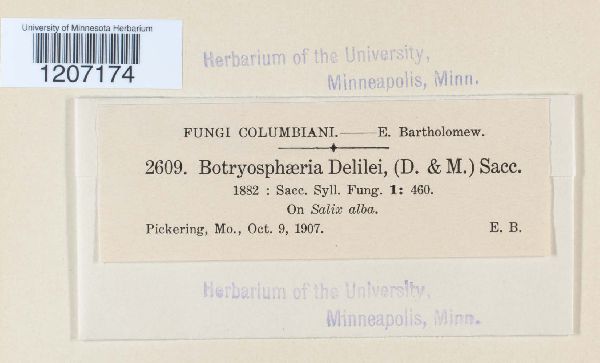 University of Minnesota Herbarium
1207174
Herbarium of the University,
Minneapolis, Minn.
FUNGI COLUMBIANI.——E. Bartholomew.
2609. Botryosphæria Delilei, (D. & M.) Sacc.
1882 : Sacc. Syll. Fung. 1: 460.
On Salix alba.
Pickering, Mo., Oct. 9, 1907. E. B.
Herbarium of the University,
Minneapolis, Minn.